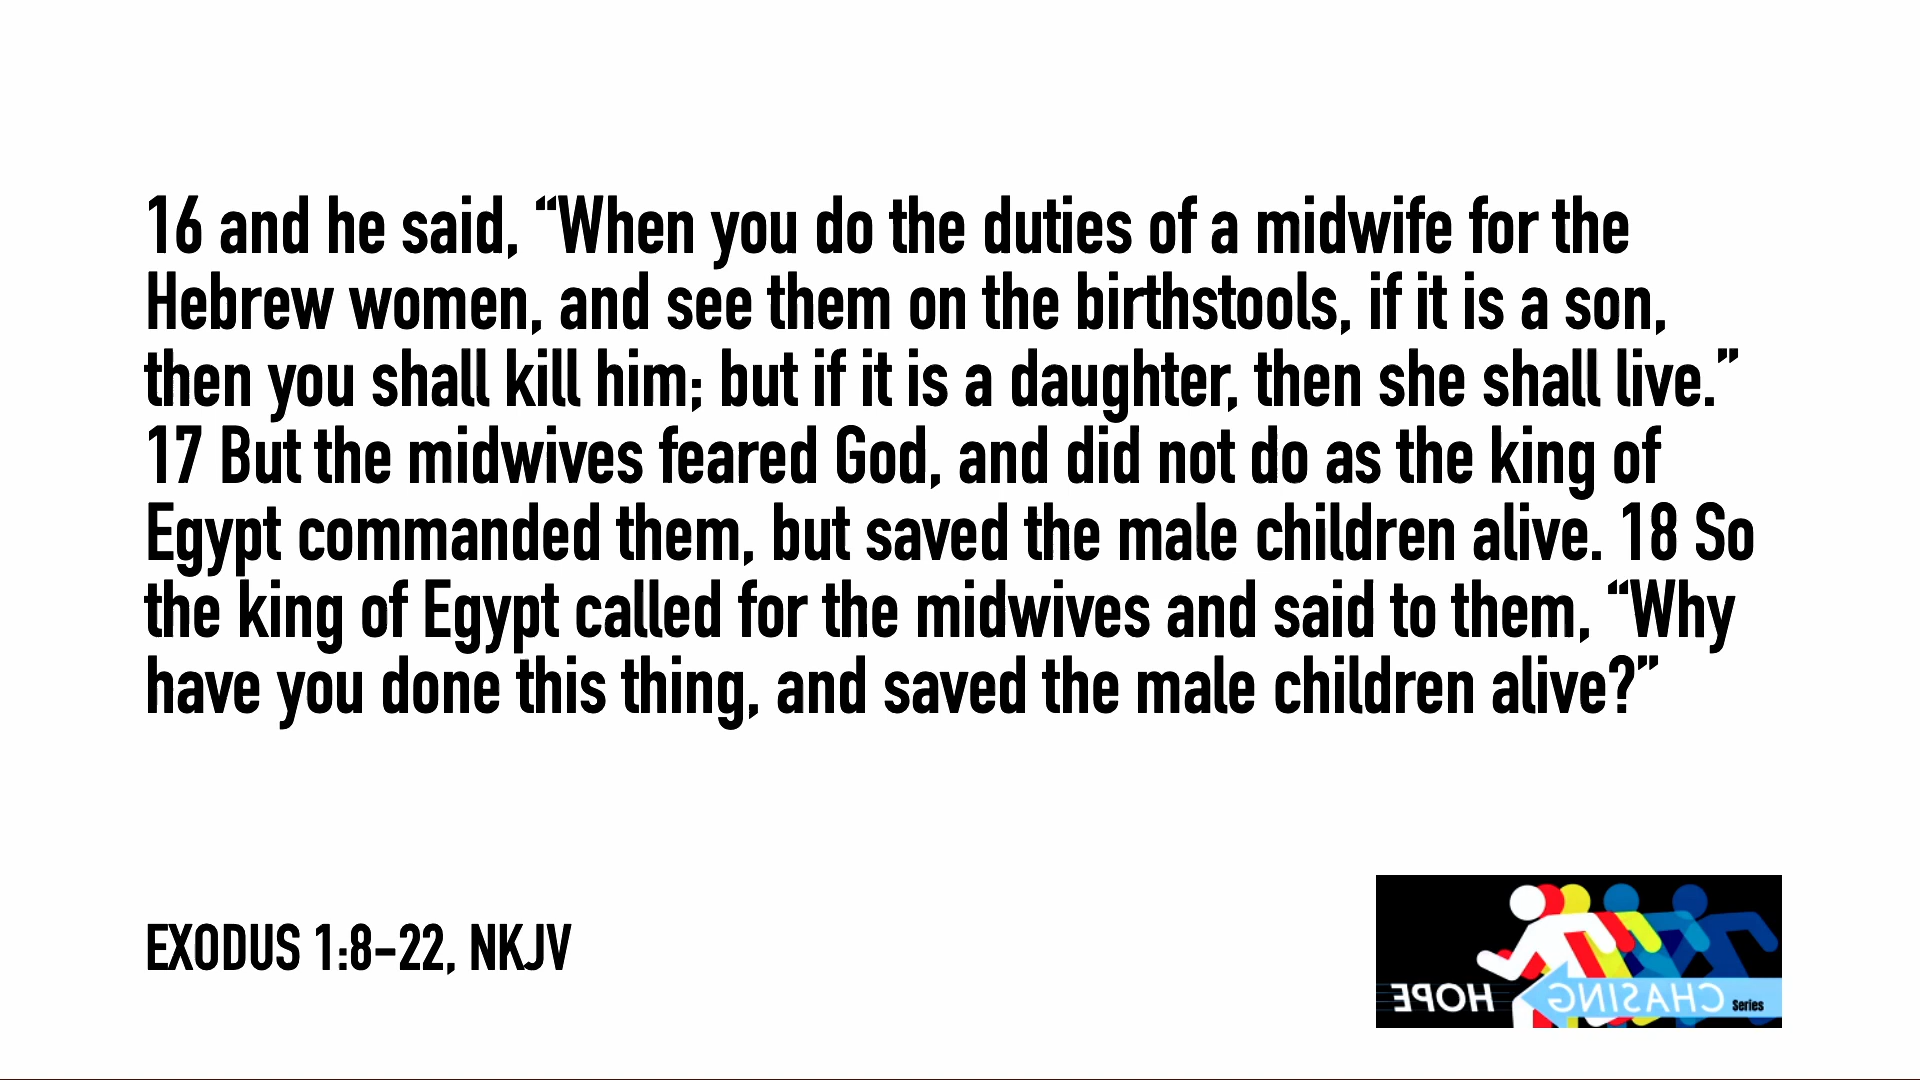 16 and he said, “When you do the duties of a midwife for the
Hebrew women, and see them on the birthstools, if it is a son,
then you shall kill him; but if it is a daughter, then she shall live.”
17 But the midwives feared God, and did not do as the king of
Egypt commanded them, but saved the male children alive. 18 So
the king of Egypt called for the midwives and said to them, “Why
have you done this thing, and saved the male children alive?”
EXODUS 1:8-22, NKJV
CHASING HOPE Series